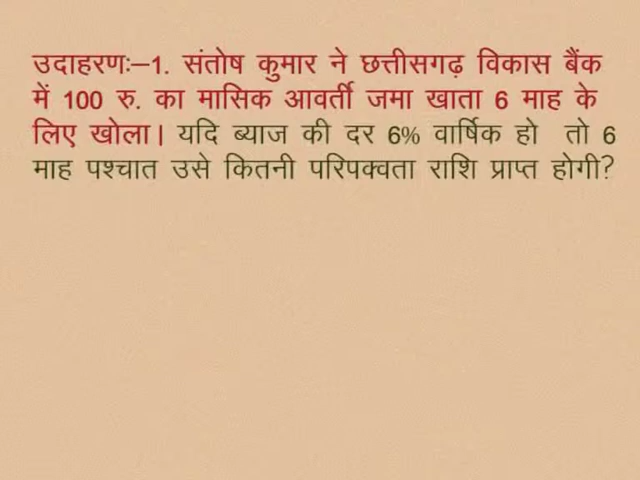 उदाहरणः–1. संतोष कुमार ने छत्तीसगढ़ विकास बैंक
में 100 रु. का मासिक आवर्ती जमा खाता 6 माह के
लिए खोला। यदि ब्याज की दर 6% वार्षिक हो तो 6
माह पश्चात उसे कितनी परिपक्वता राशि प्राप्त होगी?